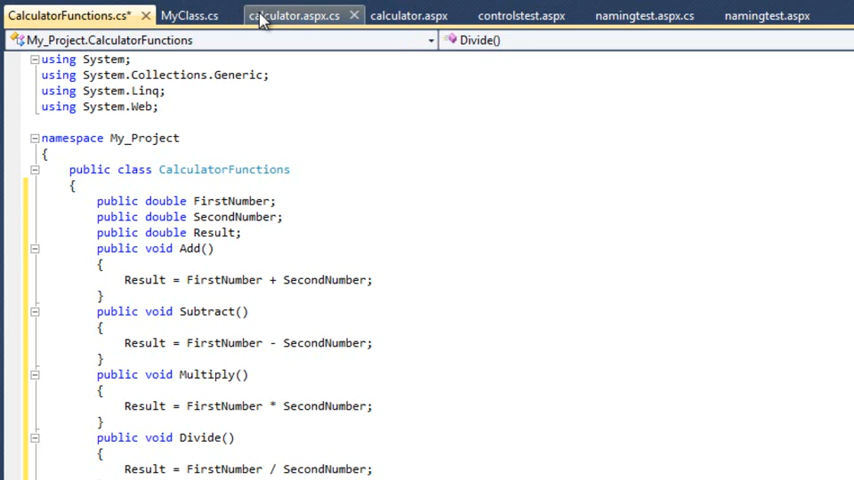 CalculatorFunctions.cs* MyClass.cs calculator.aspx.cs calculator.aspx controlstest.aspx namingtest.aspx.cs namingtest.aspx
My_Project.CalculatorFunctions Divide()
using System;
using System.Collections.Generic;
using System.Linq;
using System.Web;
namespace My_Project
{
public class CalculatorFunctions
{
public double FirstNumber;
public double SecondNumber;
public double Result;
public void Add()
{
Result = FirstNumber + SecondNumber;
}
public void Subtract()
{
Result = FirstNumber - SecondNumber;
}
public void Multiply()
{
Result = FirstNumber * SecondNumber;
}
public void Divide()
{
Result = FirstNumber / SecondNumber;